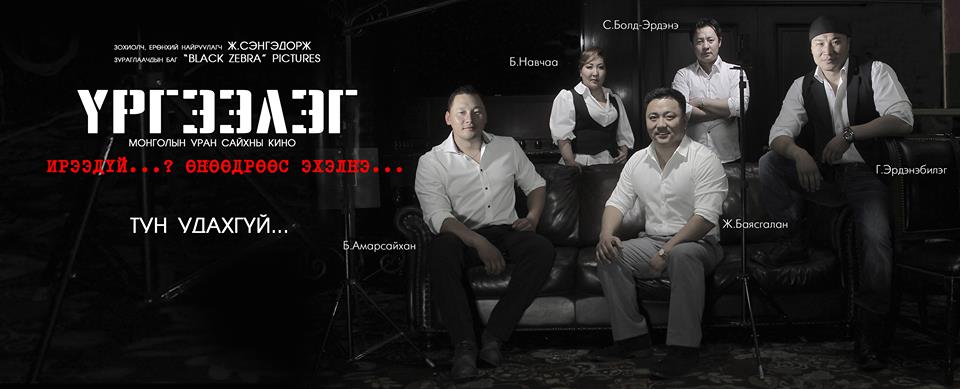 ЗОХИОЛЧ, ЕРӨНХИЙ НАЙРУУЛАГЧ Ж.СЭНГЭДОРЖ
ЗУРАГЛААЧДЫН БАГ "BLACK ZEBRA" PICTURES
ҮРГЭЭЛЭГ
МОНГОЛЫН УРАН САЙХНЫ КИНО
ИРЭЭДҮЙ...? ӨНӨӨДРӨӨС ЭХЭЛНЭ...
ТУН УДАХГҮЙ...
С.Болд-Эрдэнэ
Б.Навчаа
Г.Эрдэнэбилэг
Ж.Баясгалан
Б.Амарсайхан